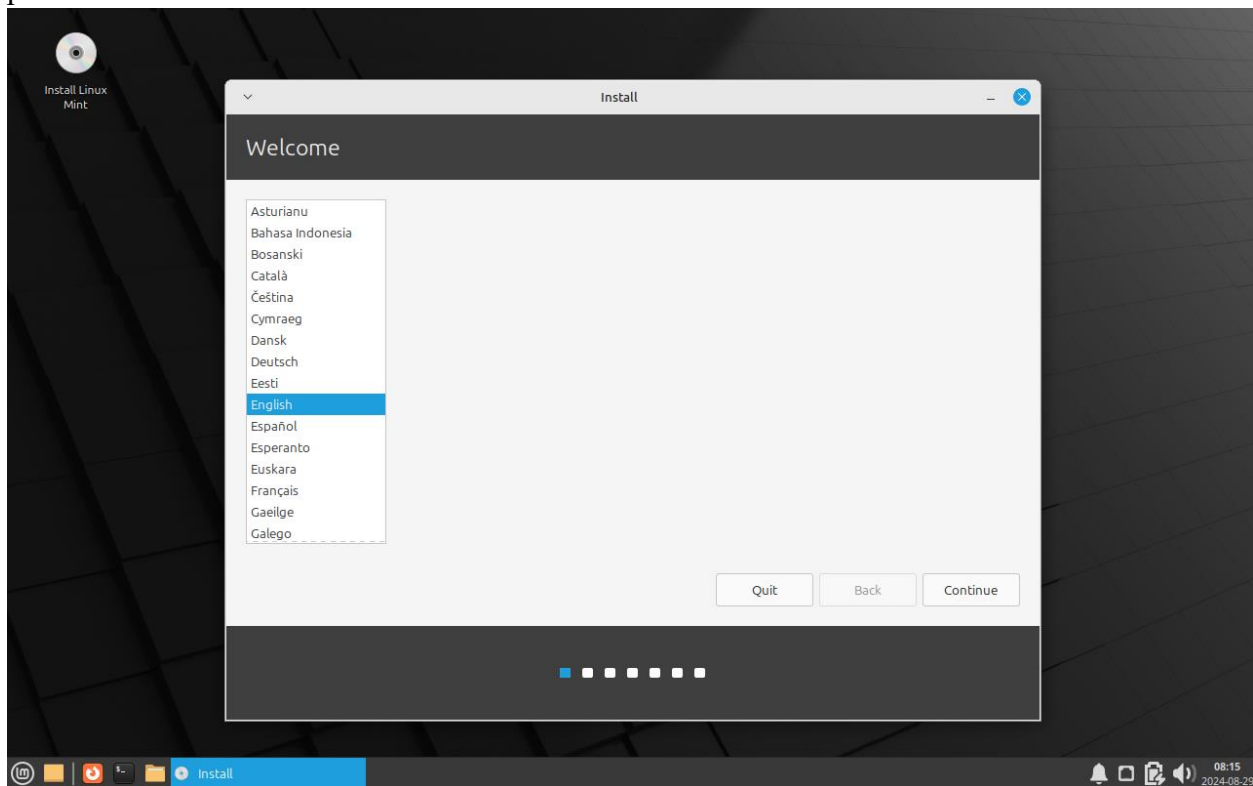 Install Linux
Mint
Install
Welcome
Asturianu
Bahasa Indonesia
Bosanski
Català
Čeština
Cymraeg
Dansk
Deutsch
Eesti
English
Español
Esperanto
Euskara
Français
Gaeilge
Galego
Quit
Back
Continue
Install
08:15
2024-08-29